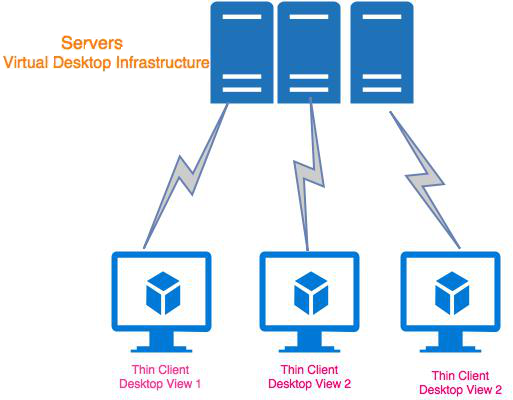 Servers
Virtual Desktop Infrastructure
Thin Client
Desktop View 1
Thin Client
Desktop View 2
Thin Client
Desktop View 2